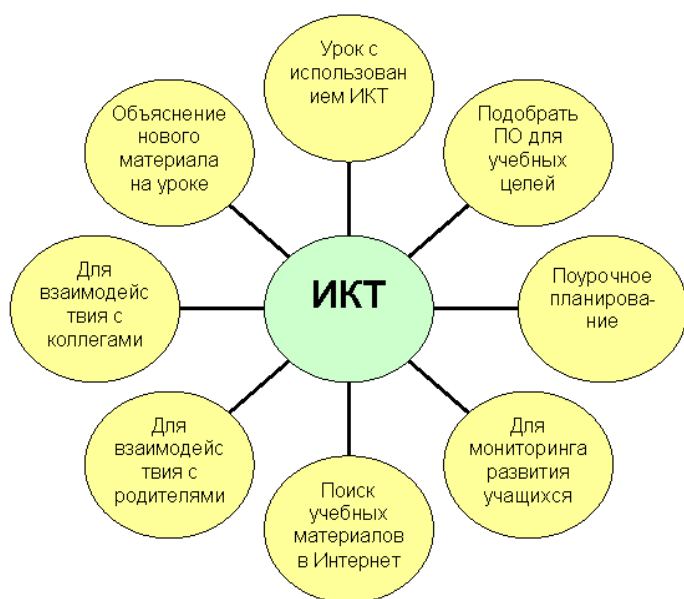 Урок с
использован
ием ИКТ
Подобрать
ПО для
учебных
целей
Поурочное
планирова-
ние
Для
мониторинга
развития
учащихся
Поиск
учебных
материалов
в Интернет
Для
взаимодейс
твия с
родителями
Для
взаимодейс
твия с
коллегами
Объяснение
нового
материала
на уроке
ИКТ